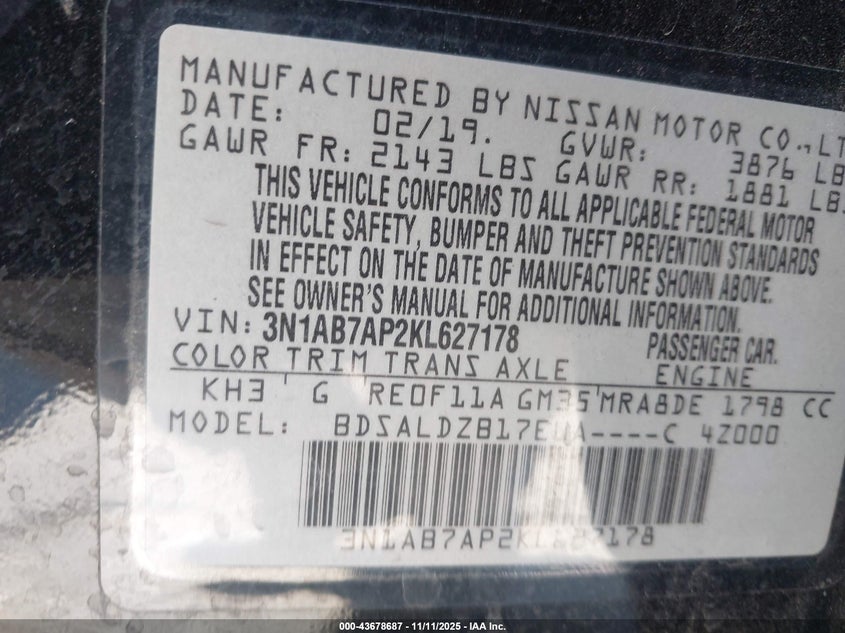 MANUFACTURED BY NISSAN MOTOR CO., LT
DATE: 02/19. GVWR: 3876 LB
GAWR FR: 2143 LBS GAWR RR: 1881 LBS
THIS VEHICLE CONFORMS TO ALL APPLICABLE FEDERAL MOTOR
VEHICLE SAFETY, BUMPER AND THEFT PREVENTION STANDARDS
IN EFFECT ON THE DATE OF MANUFACTURE SHOWN ABOVE.
SEE OWNER'S MANUAL FOR ADDITIONAL INFORMATION.
VIN: 3N1AB7AP2KL627178 PASSENGER CAR.
COLOR TRIM TRANS AXLE ENGINE
KH3 G RE0F11A GM35 MRA8DE 1798 CC
MODEL: 4Z000
3N1AB7AP2KL627178
000-43678687 - 11/11/2025 - IAA Inc.